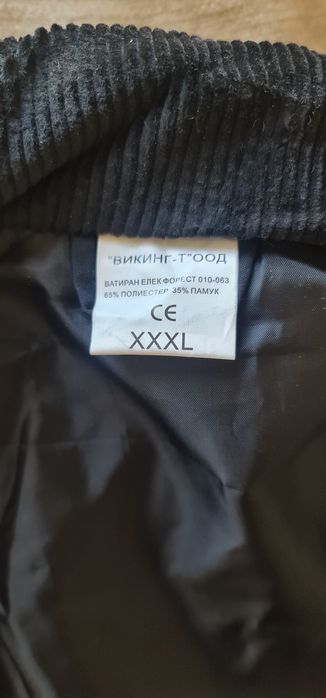 "ВИКИНГ-Т"ООД
ВАТИРАН ЕЛЕК ФОРЕСТ 010-063
65% ПОЛИЕСТЕР 35% ПАМУК
CE
XXXL